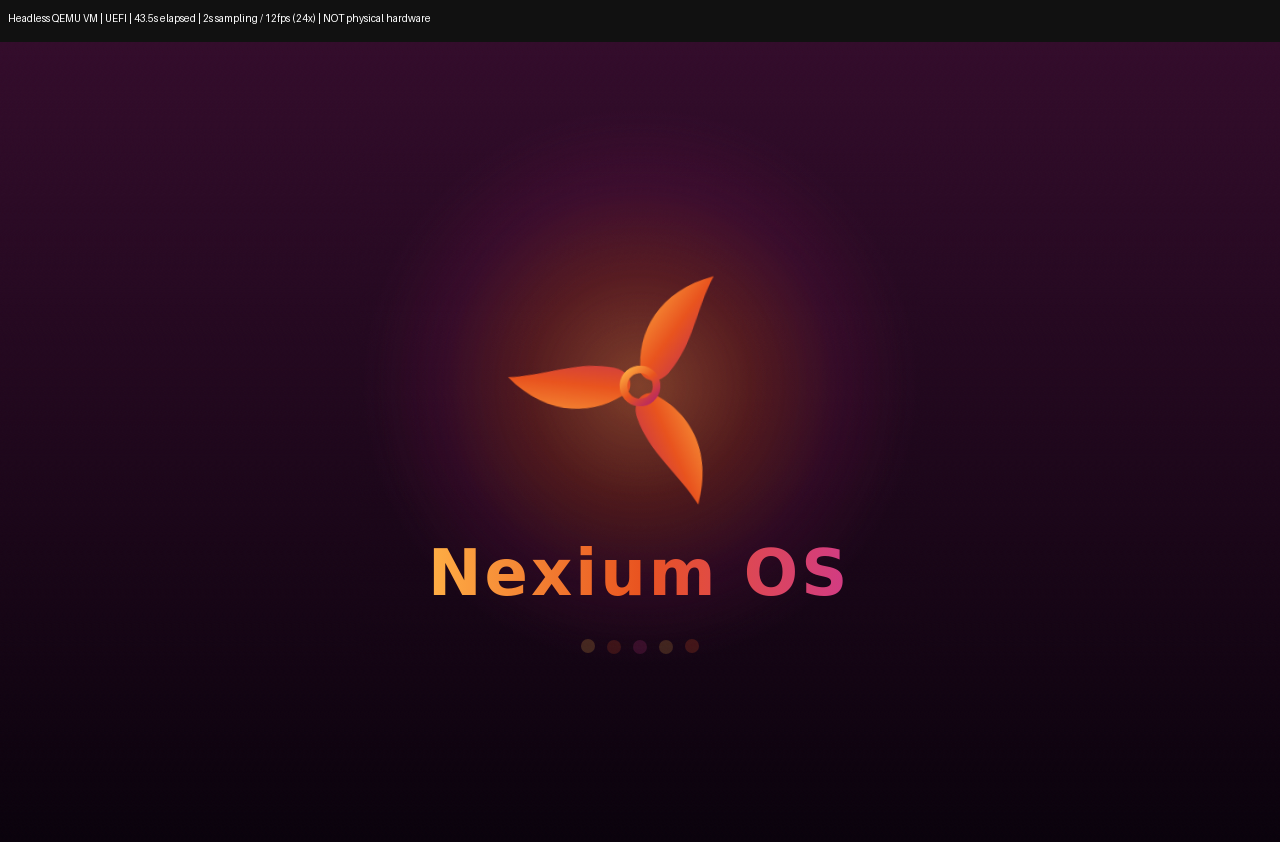 Headless QEMU VM | UEFI | 43.5s elapsed | 2s sampling / 12fps (24x) | NOT physical hardware
Nexium OS